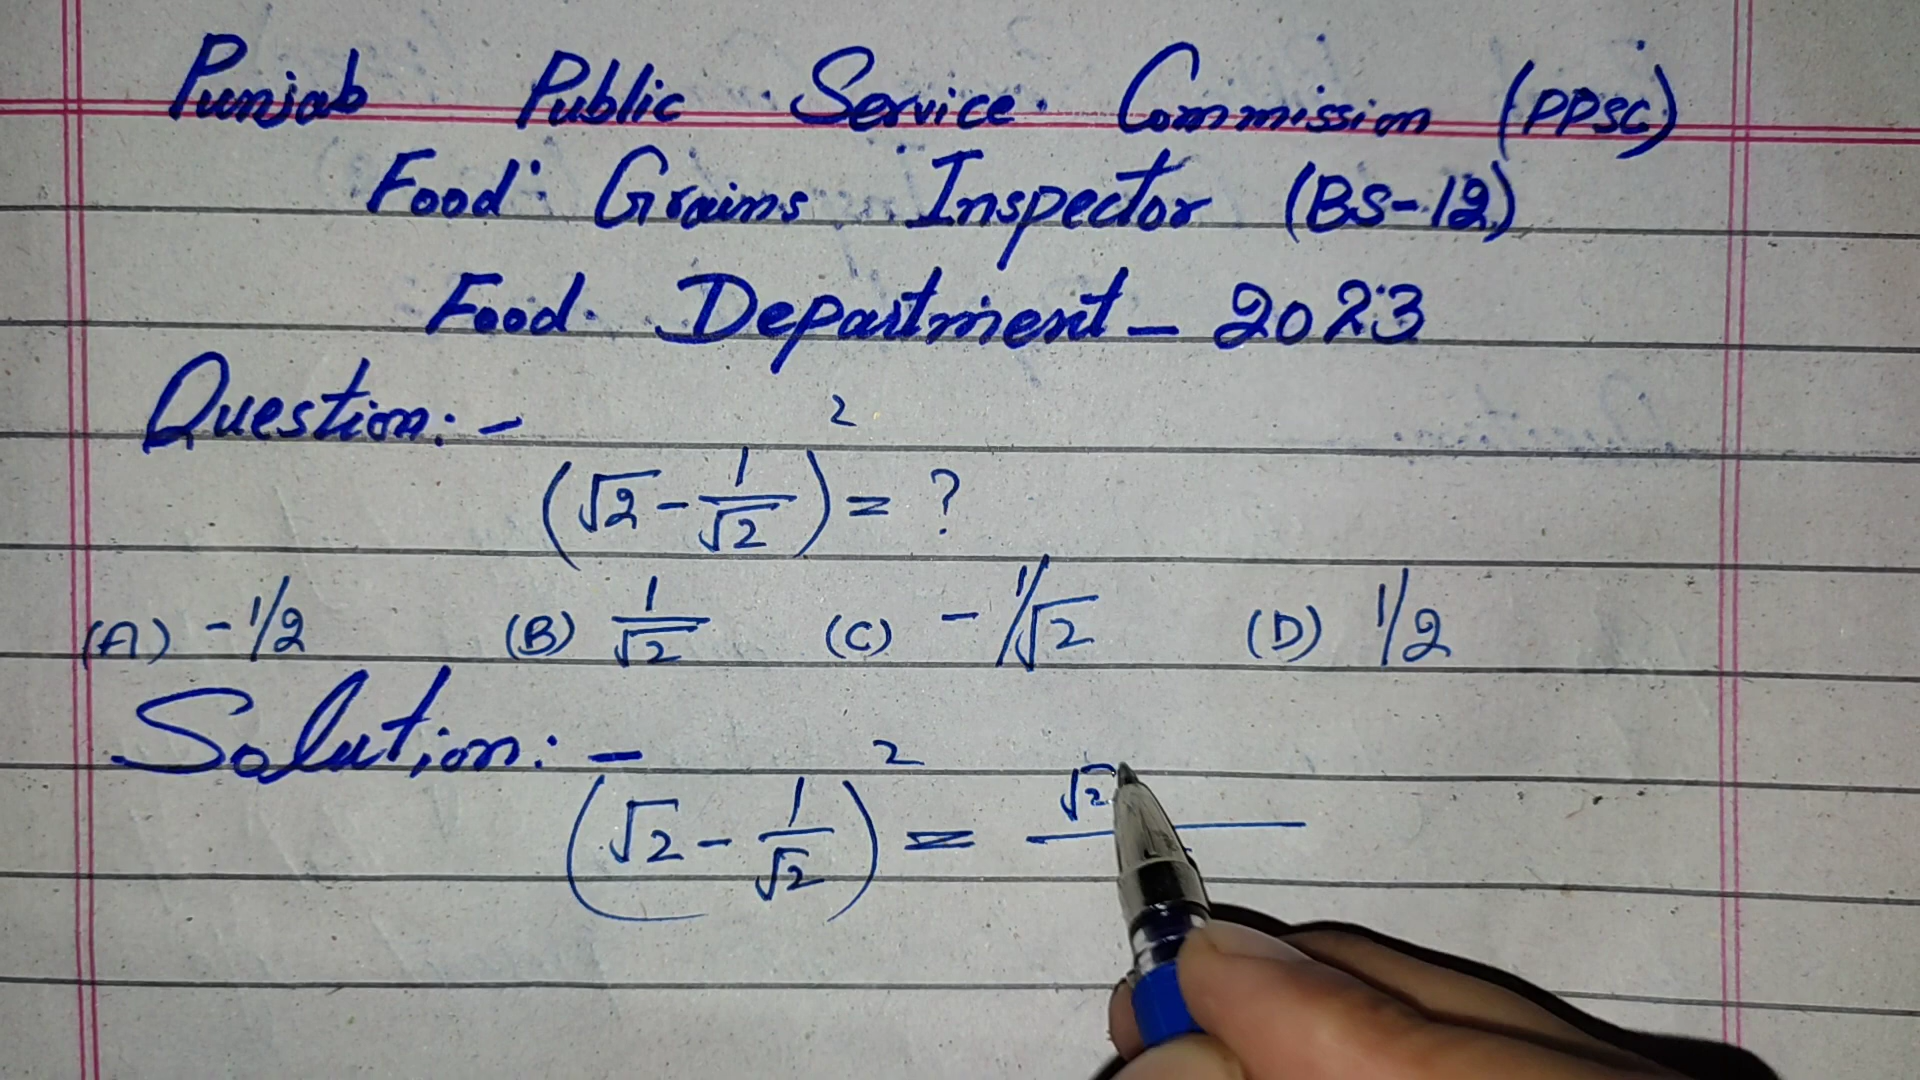 Punjab Public Service Commission (PPSC)
Food Grains Inspector (BS-12)
Food Department - 2023
Question:-
(√2 - 1/√2)² = ?
(A) -1/2 (B) 1/√2 (C) -1/√2 (D) 1/2
Solution:-
(√2 - 1/√2)² = √2